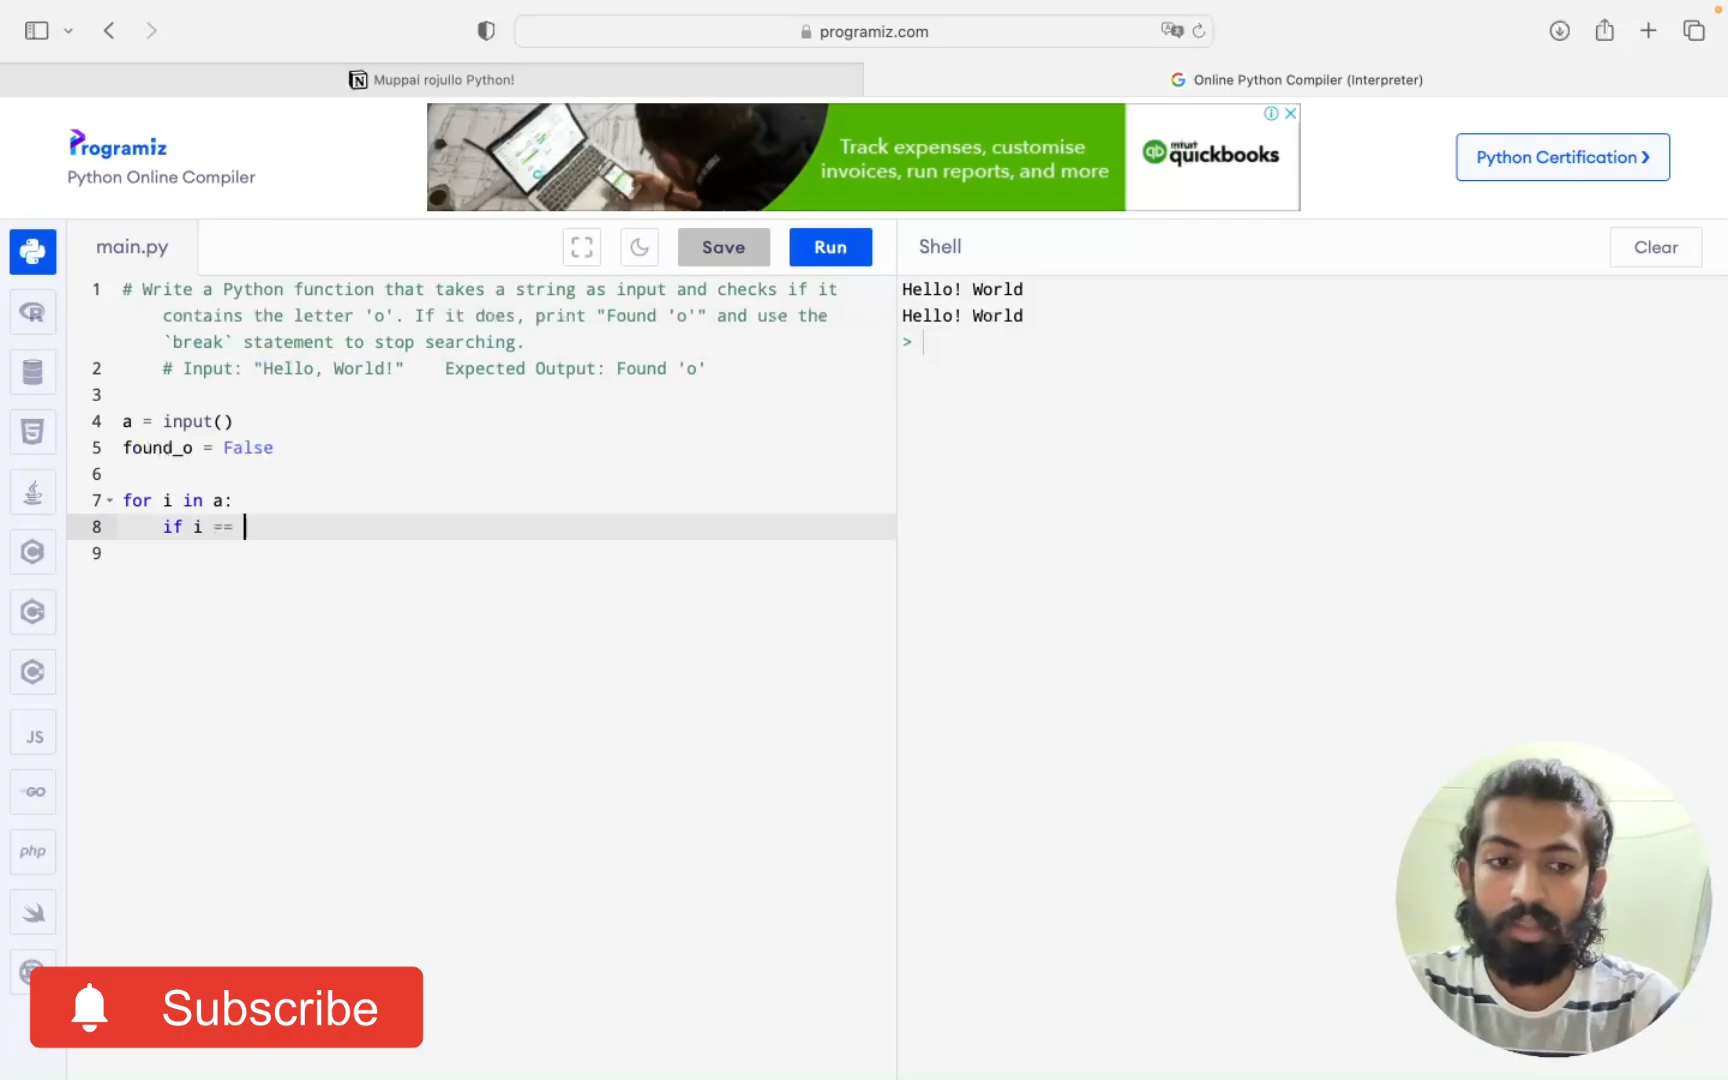 programiz.com
Muppai rojullo Python!
Online Python Compiler (Interpreter)
Programiz
Python Online Compiler
Track expenses, customise
invoices, run reports, and more
intuit
quickbooks
Python Certification
main.py
Save
Run
Shell
Clear
1 # Write a Python function that takes a string as input and checks if it
contains the letter 'o'. If it does, print "Found 'o'" and use the
`break` statement to stop searching.
2 # Input: "Hello, World!" Expected Output: Found 'o'
3
4 a = input()
5 found_o = False
6
7 for i in a:
8 if i ==
9
Hello! World
Hello! World
>
JS
GO
php
Subscribe